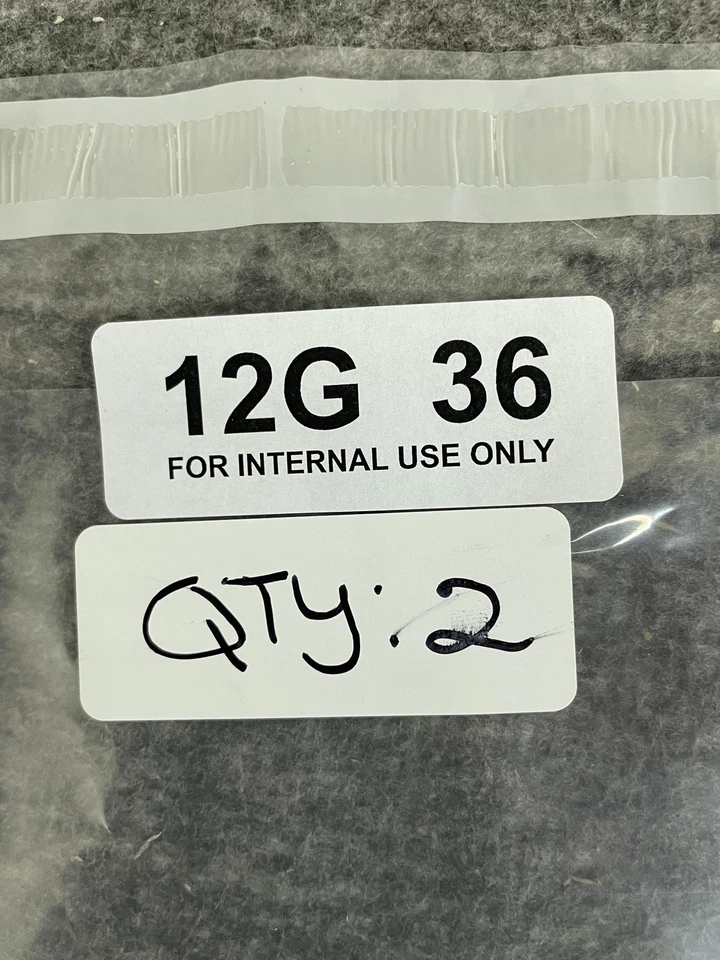 12G 36
FOR INTERNAL USE ONLY
QTY: 2